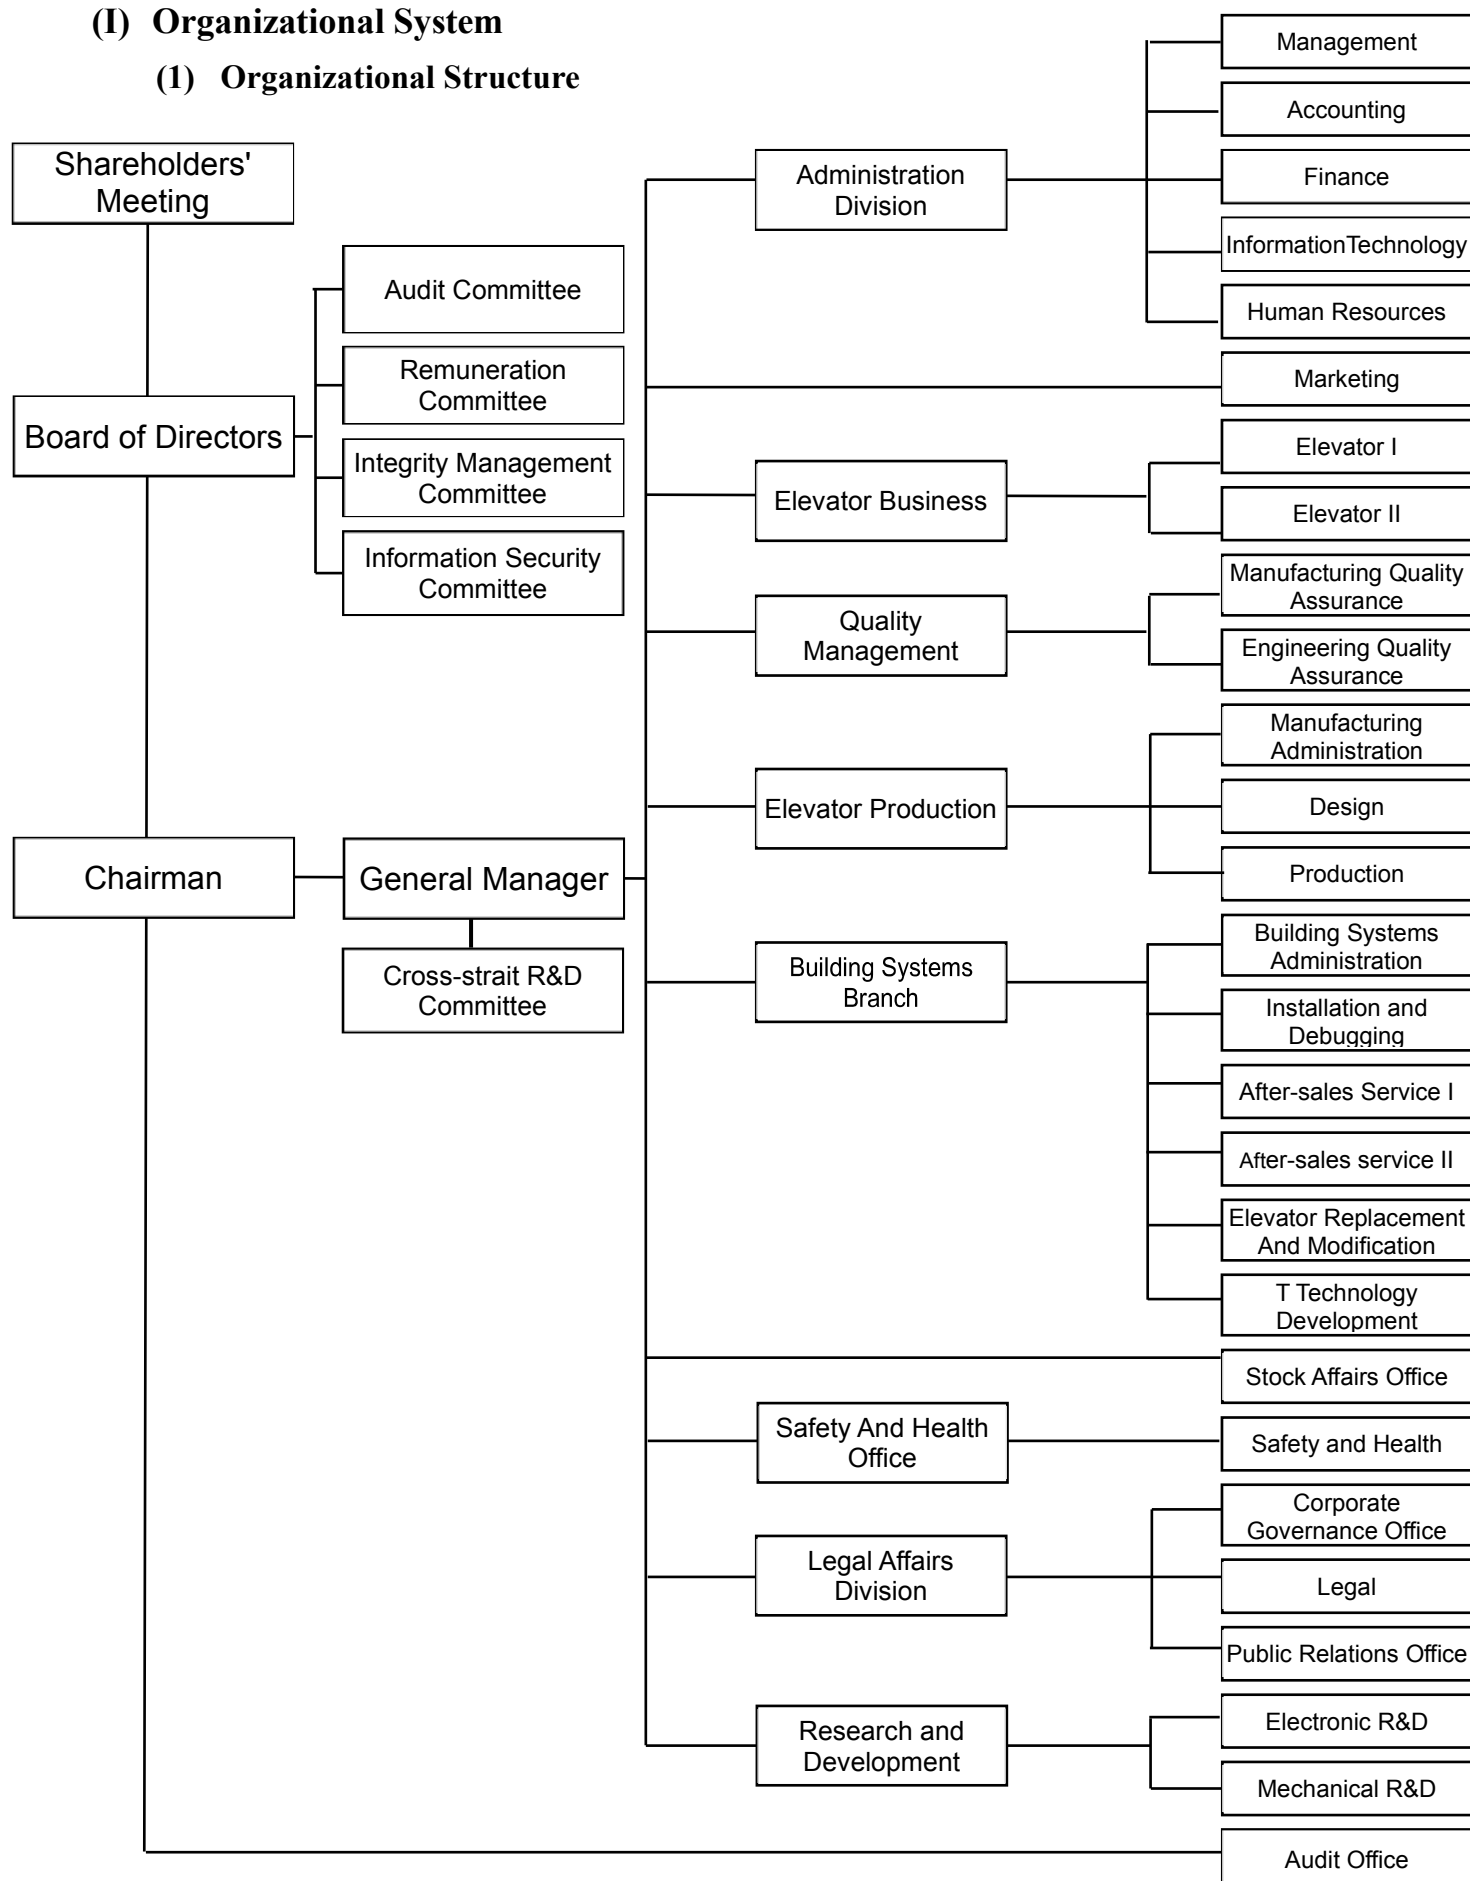 (I) Organizational System
(1) Organizational Structure
Shareholders'
Meeting
Board of Directors
Audit Committee
Remuneration
Committee
Integrity Management
Committee
Information Security
Committee
Chairman
General Manager
Cross-strait R&D
Committee
Administration
Division
Management
Accounting
Finance
InformationTechnology
Human Resources
Marketing
Elevator Business
Elevator I
Elevator II
Quality
Management
Manufacturing Quality
Assurance
Engineering Quality
Assurance
Elevator Production
Manufacturing
Administration
Design
Production
Building Systems
Branch
Building Systems
Administration
Installation and
Debugging
After-sales Service I
After-sales service II
Elevator Replacement
And Modification
T Technology
Development
Stock Affairs Office
Safety And Health
Office
Safety and Health
Legal Affairs
Division
Corporate
Governance Office
Legal
Public Relations Office
Research and
Development
Electronic R&D
Mechanical R&D
Audit Office